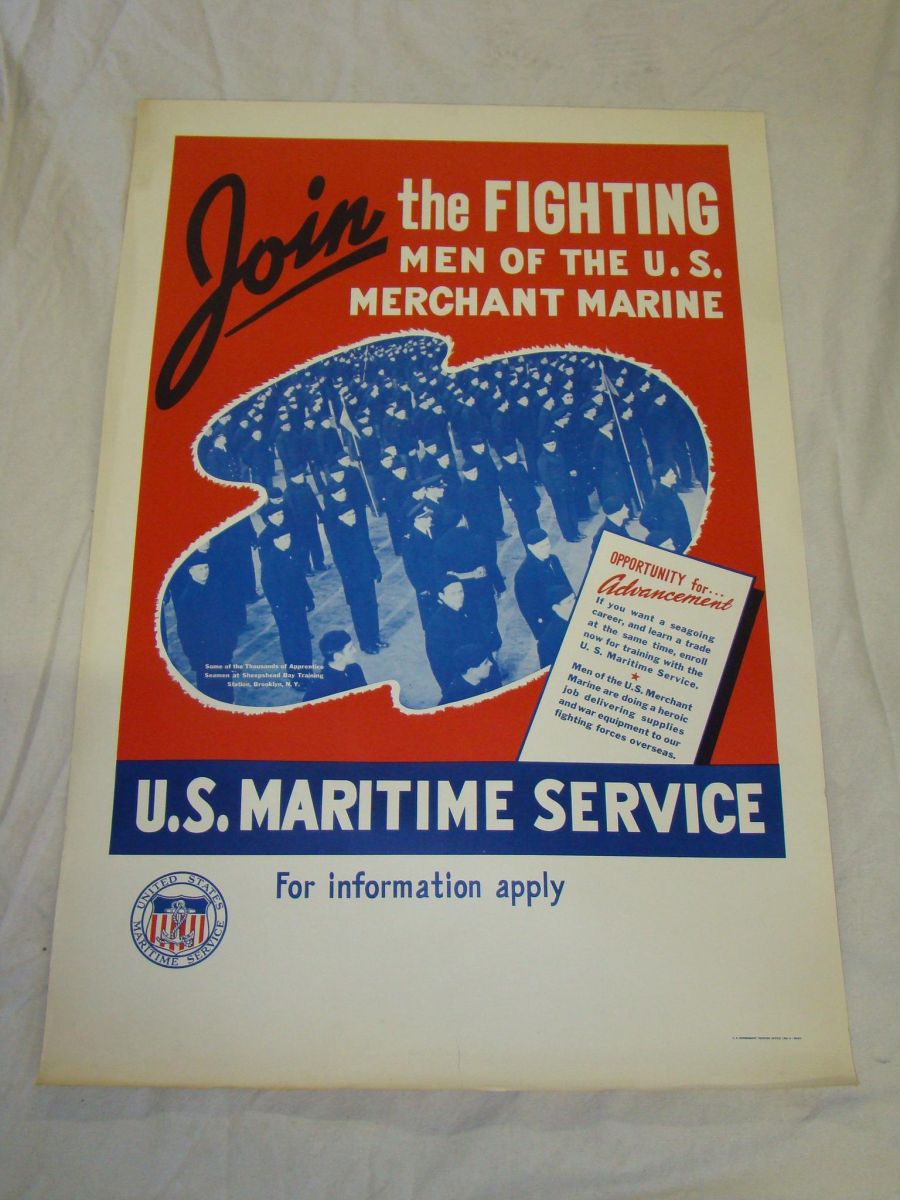 Join the FIGHTING
MEN OF THE U.S.
MERCHANT MARINE
Some of the Thousands of Apprentice
Seamen at Sheepshead Bay Training
Station, Brooklyn, N.Y.
OPPORTUNITY for...
Advancement
If you want a seagoing
career, and learn a trade
at the same time, enroll
now for training with the
U. S. Maritime Service.
Men of the U.S. Merchant
Marine are doing a heroic
job delivering supplies
and war equipment to our
fighting forces overseas.
U.S. MARITIME SERVICE
For information apply
UNITED STATES
MARITIME SERVICE